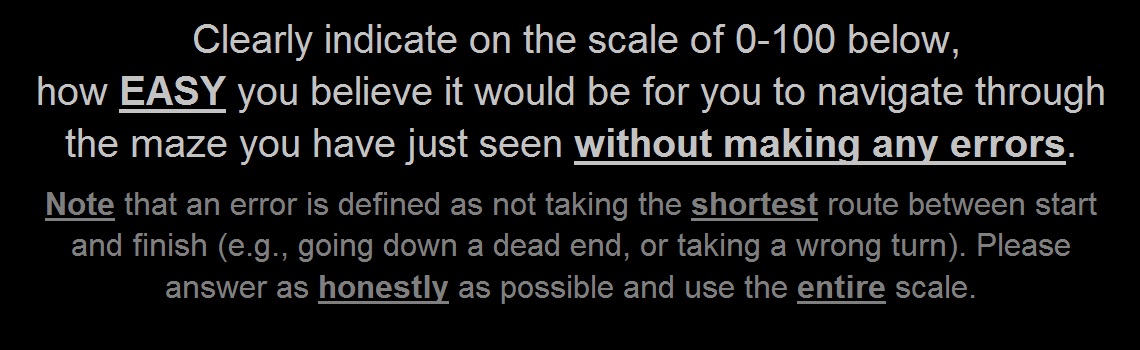 Clearly indicate on the scale of 0-100 below,
how EASY you believe it would be for you to navigate through
the maze you have just seen without making any errors.
Note that an error is defined as not taking the shortest route between start
and finish (e.g., going down a dead end, or taking a wrong turn). Please
answer as honestly as possible and use the entire scale.